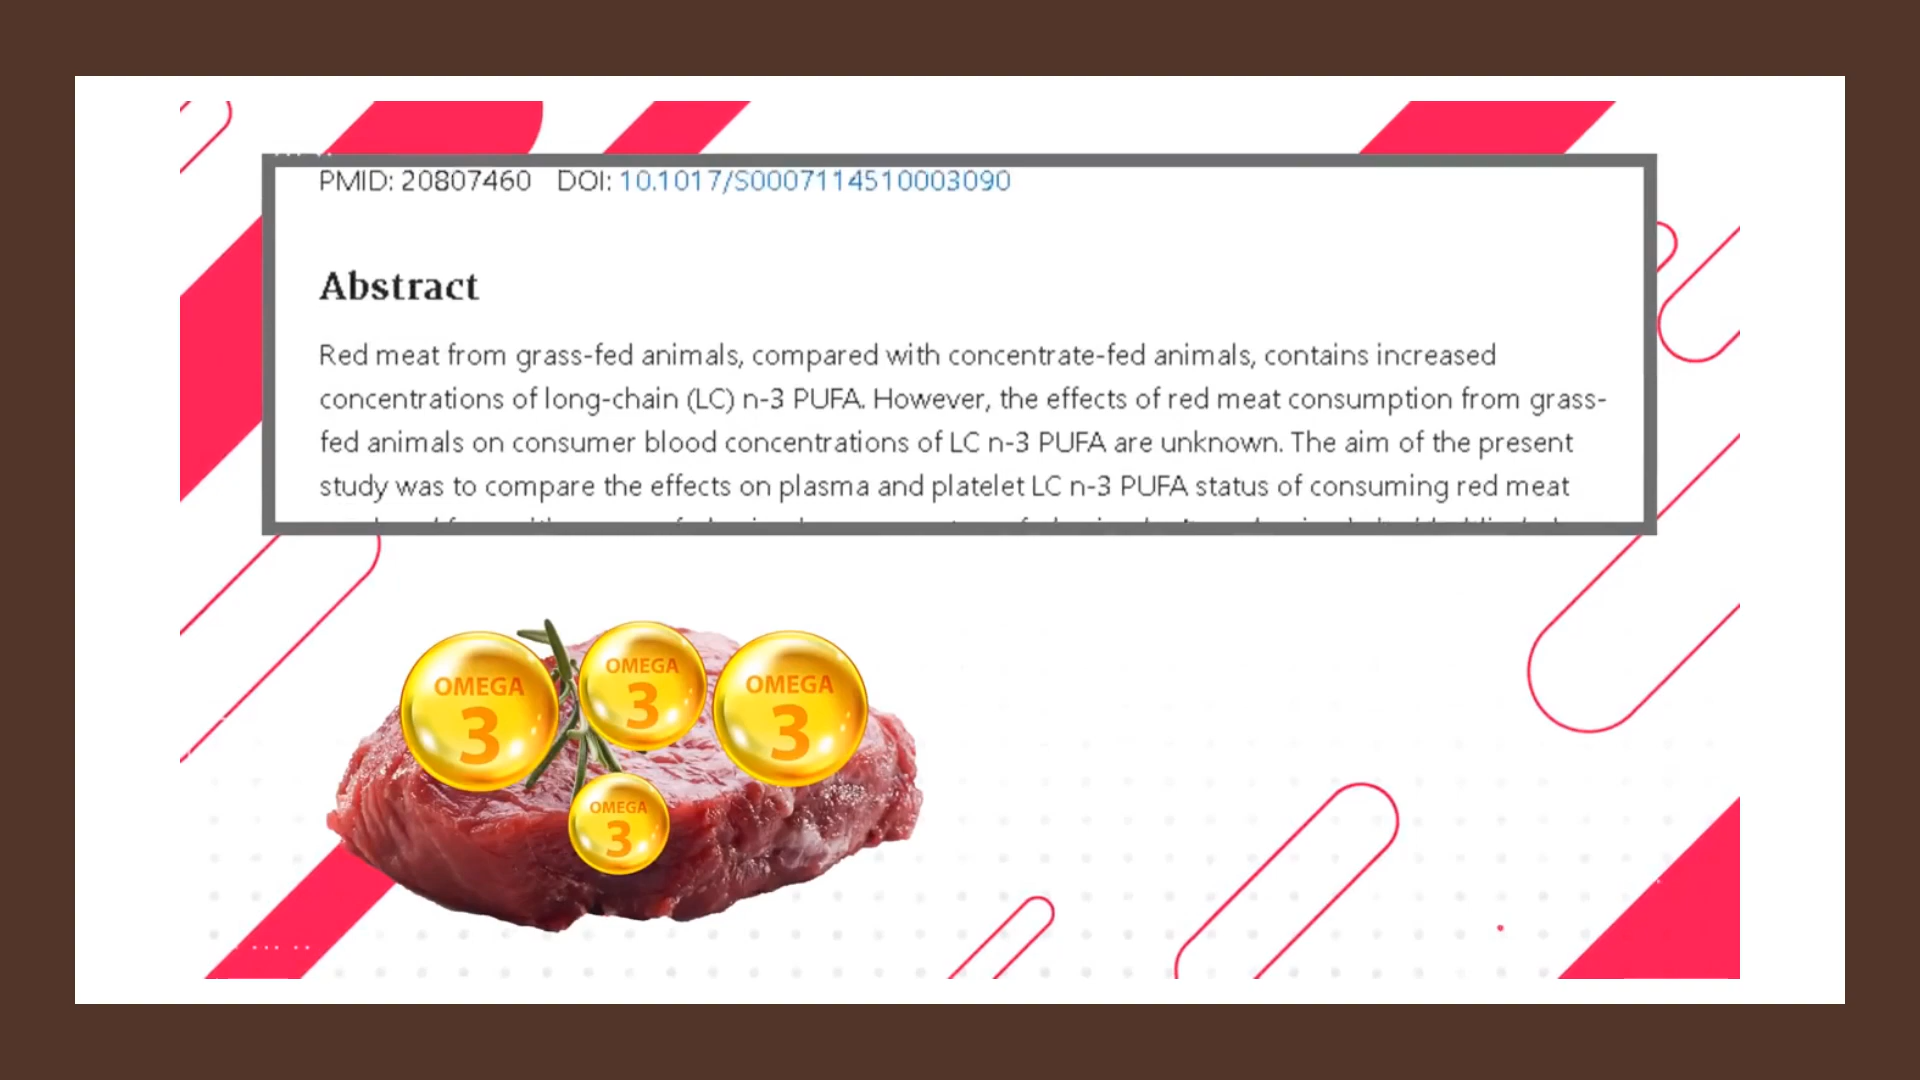 PMID: 20807460 DOI: 10.1017/S0007114510003090
Abstract
Red meat from grass-fed animals, compared with concentrate-fed animals, contains increased
concentrations of long-chain (LC) n-3 PUFA. However, the effects of red meat consumption from grass-
fed animals on consumer blood concentrations of LC n-3 PUFA are unknown. The aim of the present
study was to compare the effects on plasma and platelet LC n-3 PUFA status of consuming red meat
OMEGA
3
OMEGA
3
OMEGA
3
OMEGA
3